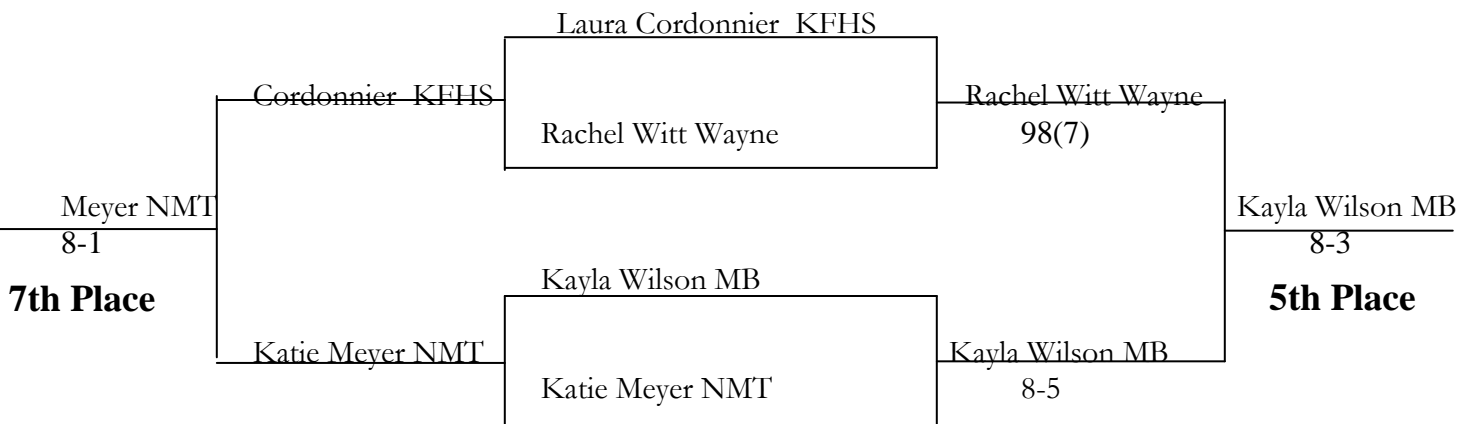 Laura Cordonnier KFHS
Cordonnier KFHS
Rachel Witt Wayne
Rachel Witt Wayne
98(7)
Meyer NMT
8-1
7th Place
Kayla Wilson MB
8-3
5th Place
Kayla Wilson MB
Katie Meyer NMT
Kayla Wilson MB
Katie Meyer NMT
8-5